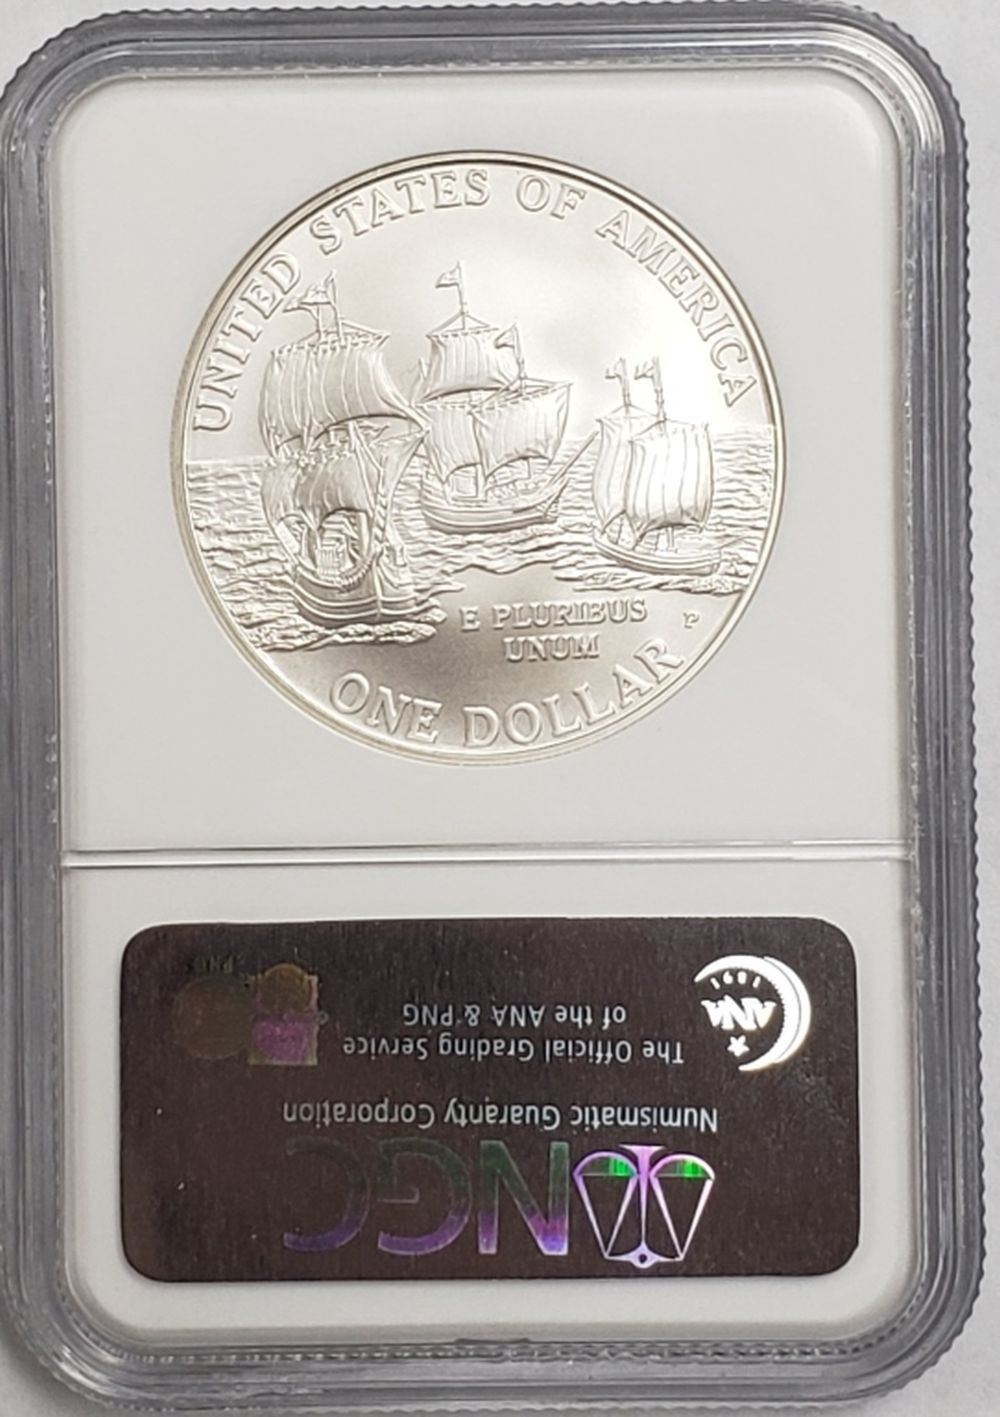 UNITED STATES OF AMERICA
E PLURIBUS
UNUM
P
ONE DOLLAR
NGC
Numismatic Guaranty Corporation
The Official Grading Service
of the ANA & PNG
ANA
1891
PNG